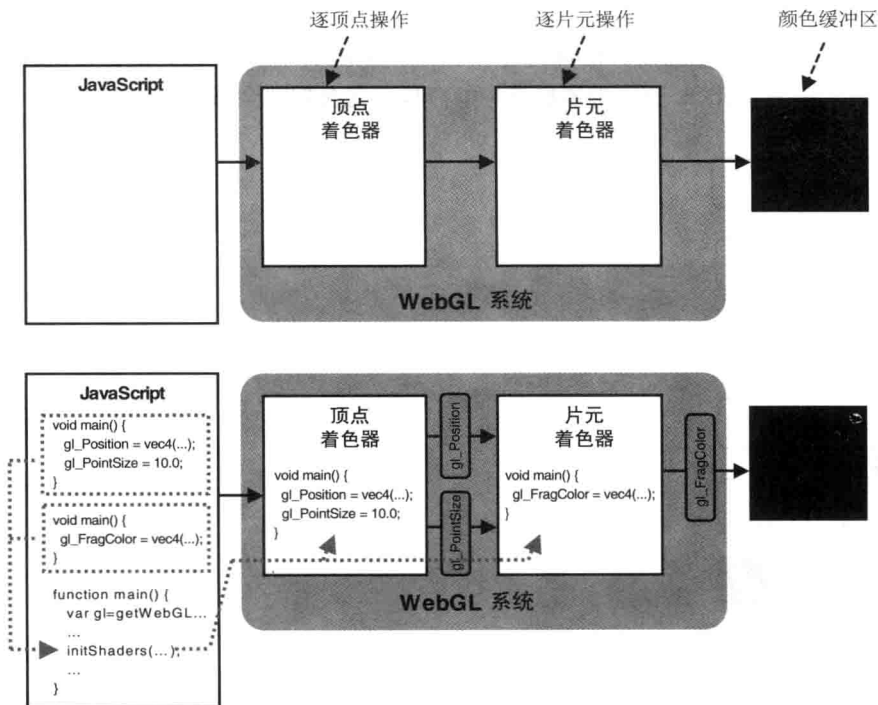 逐顶点操作
逐片元操作
颜色缓冲区
JavaScript
顶点
着色器
片元
着色器
WebGL 系统
JavaScript
void main() {
gl_Position = vec4(...);
gl_PointSize = 10.0;
}
void main() {
gl_FragColor = vec4(...);
}
function main() {
var gl=getWebGL...
...
initShaders(...);
...
}
顶点
着色器
void main() {
gl_Position = vec4(...);
gl_PointSize = 10.0;
}
gl_Position
gl_PointSize
片元
着色器
void main() {
gl_FragColor = vec4(...);
}
gl_FragColor
WebGL 系统